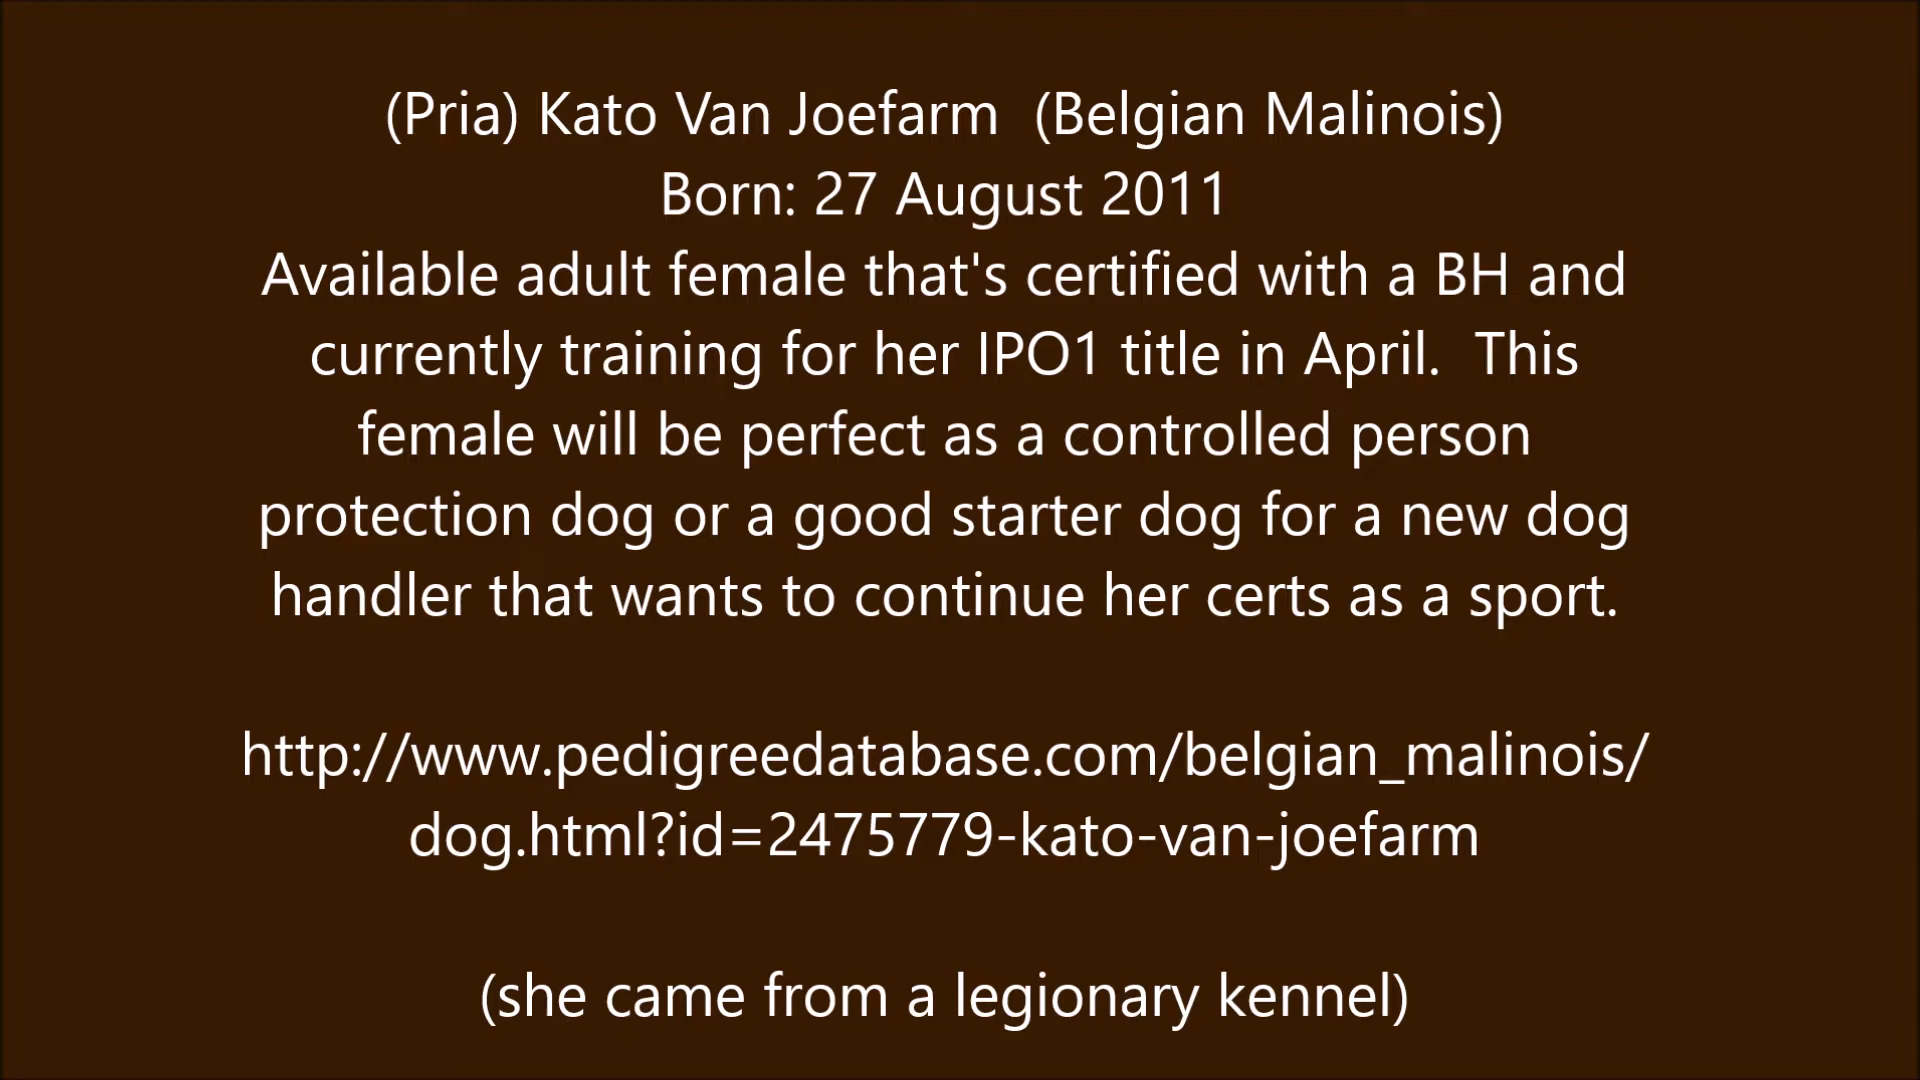 (Pria) Kato Van Joefarm  (Belgian Malinois)
Born: 27 August 2011
Available adult female that's certified with a BH and
currently training for her IPO1 title in April.  This
female will be perfect as a controlled person
protection dog or a good starter dog for a new dog
handler that wants to continue her certs as a sport.
http://www.pedigreedatabase.com/belgian_malinois/
dog.html?id=2475779-kato-van-joefarm
(she came from a legionary kennel)